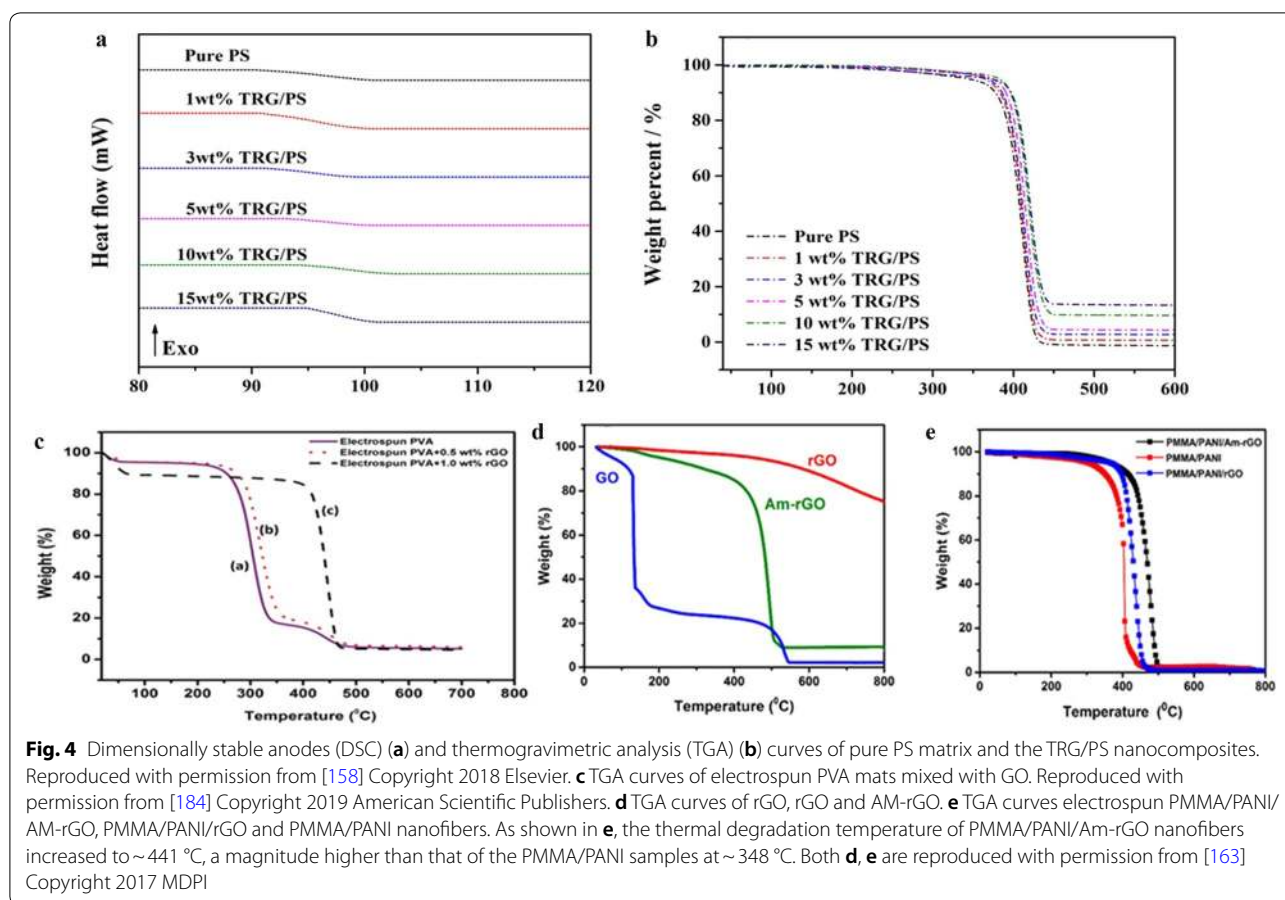 a
Pure PS
1wt% TRG/PS
3wt% TRG/PS
5wt% TRG/PS
10wt% TRG/PS
15wt% TRG/PS
Exo
Heat flow (mW)
80 90 100 110 120
b
100
80
60
40
20
0
Weight percent / %
Pure PS
1 wt% TRG/PS
3 wt% TRG/PS
5 wt% TRG/PS
10 wt% TRG/PS
15 wt% TRG/PS
100 200 300 400 500 600
c
Electrospun PVA
Electrospun PVA+0.5 wt% rGO
Electrospun PVA+1.0 wt% rGO
100
80
60
40
20
0
Weight (%)
(a)
(b)
(c)
100 200 300 400 500 600 700 800
Temperature (⁰C)
d
100
80
60
40
20
0
Weight (%)
GO
rGO
Am-rGO
0 200 400 600 800
Temperature (⁰C)
e
PMMA/PANI/Am-rGO
PMMA/PANI
PMMA/PANI/rGO
100
80
60
40
20
0
Weight (%)
0 200 400 600 800
Temperature (⁰C)
Fig. 4 Dimensionally stable anodes (DSC) (a) and thermogravimetric analysis (TGA) (b) curves of pure PS matrix and the TRG/PS nanocomposites.
Reproduced with permission from [158] Copyright 2018 Elsevier. c TGA curves of electrospun PVA mats mixed with GO. Reproduced with
permission from [184] Copyright 2019 American Scientific Publishers. d TGA curves of rGO, rGO and AM-rGO. e TGA curves electrospun PMMA/PANI/
AM-rGO, PMMA/PANI/rGO and PMMA/PANI nanofibers. As shown in e, the thermal degradation temperature of PMMA/PANI/Am-rGO nanofibers
increased to ~ 441 °C, a magnitude higher than that of the PMMA/PANI samples at ~ 348 °C. Both d, e are reproduced with permission from [163]
Copyright 2017 MDPI